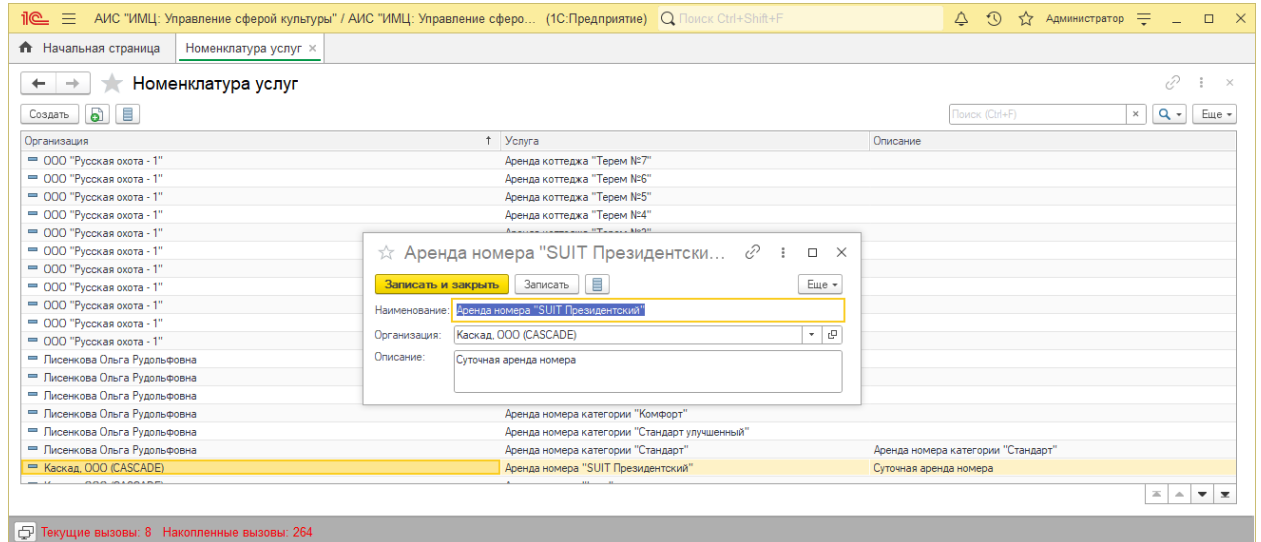 АИС "ИМЦ: Управление сферой культуры" / АИС "ИМЦ: Управление сферо... (1С:Предприятие) Поиск Ctrl+Shift+F Администратор
Начальная страница Номенклатура услуг ×
Номенклатура услуг
Создать Поиск (Ctrl+F) × Еще
Организация ↑ Услуга Описание
ООО "Русская охота - 1" Аренда коттеджа "Терем №7"
ООО "Русская охота - 1" Аренда коттеджа "Терем №6"
ООО "Русская охота - 1" Аренда коттеджа "Терем №5"
ООО "Русская охота - 1" Аренда коттеджа "Терем №4"
ООО "Русская охота - 1"
ООО "Русская охота - 1"
ООО "Русская охота - 1"
ООО "Русская охота - 1"
ООО "Русская охота - 1"
ООО "Русская охота - 1"
ООО "Русская охота - 1"
Лисенкова Ольга Рудольфовна
Лисенкова Ольга Рудольфовна
Лисенкова Ольга Рудольфовна
Аренда номера "SUIT Президентски...
Записать и закрыть Записать Еще
Наименование: Аренда номера "SUIT Президентский"
Организация: Каскад, ООО (CASCADE)
Описание: Суточная аренда номера
Лисенкова Ольга Рудольфовна Аренда номера категории "Комфорт"
Лисенкова Ольга Рудольфовна Аренда номера категории "Стандарт улучшенный"
Лисенкова Ольга Рудольфовна Аренда номера категории "Стандарт" Аренда номера категории "Стандарт"
Каскад, ООО (CASCADE) Аренда номера "SUIT Президентский" Суточная аренда номера
Текущие вызовы: 8 Накопленные вызовы: 264